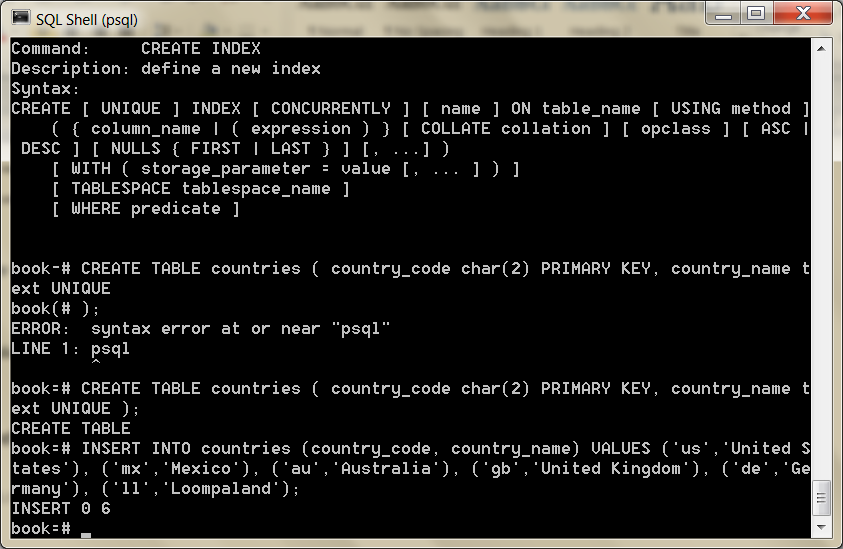 SQL Shell (psql)
Command:     CREATE INDEX
Description: define a new index
Syntax:
CREATE [ UNIQUE ] INDEX [ CONCURRENTLY ] [ name ] ON table_name [ USING method ]
    ( { column_name | ( expression ) } [ COLLATE collation ] [ opclass ] [ ASC |
 DESC ] [ NULLS { FIRST | LAST } ] [, ...] )
    [ WITH ( storage_parameter = value [, ... ] ) ]
    [ TABLESPACE tablespace_name ]
    [ WHERE predicate ]
book-# CREATE TABLE countries ( country_code char(2) PRIMARY KEY, country_name t
ext UNIQUE
book(# );
ERROR:  syntax error at or near "psql"
LINE 1: psql
        ^
book=# CREATE TABLE countries ( country_code char(2) PRIMARY KEY, country_name t
ext UNIQUE );
CREATE TABLE
book=# INSERT INTO countries (country_code, country_name) VALUES ('us','United S
tates'), ('mx','Mexico'), ('au','Australia'), ('gb','United Kingdom'), ('de','Ge
rmany'), ('ll','Loompaland');
INSERT 0 6
book=# _